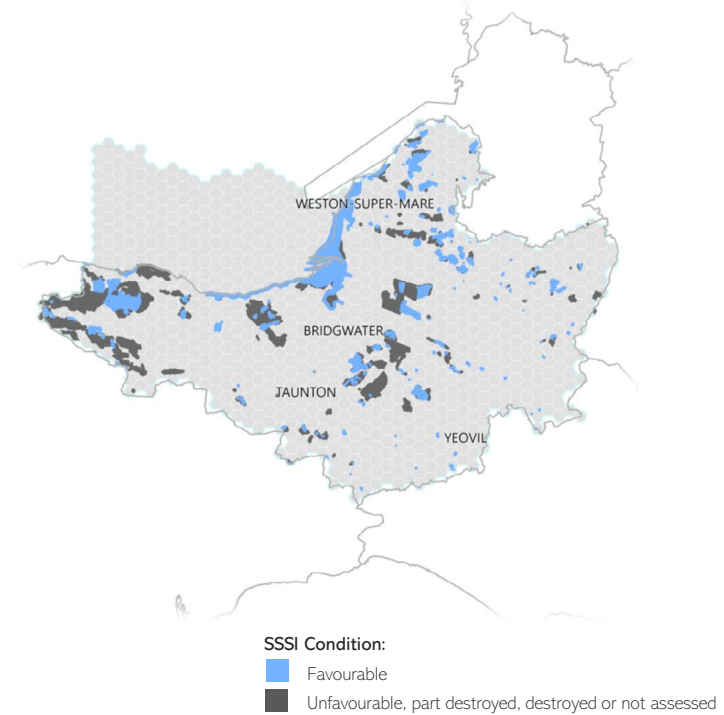 WESTON-SUPER-MARE
BRIDGWATER
TAUNTON
YEOVIL
SSSI Condition:
Favourable
Unfavourable, part destroyed, destroyed or not assessed